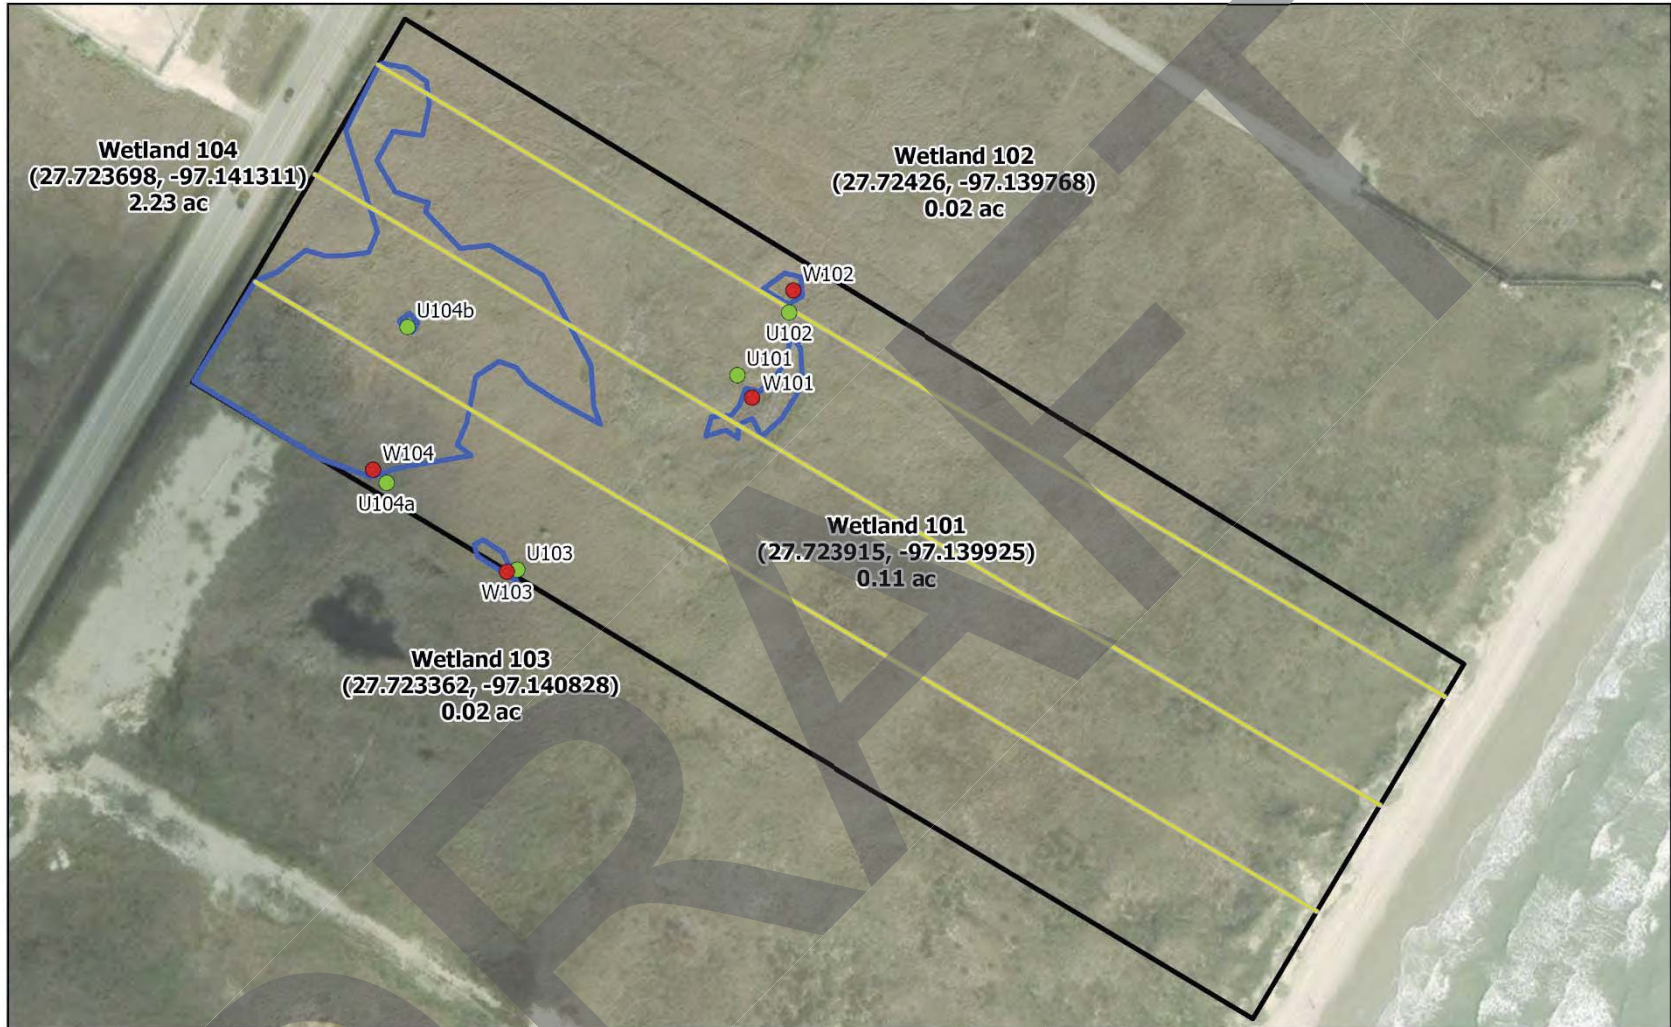 Wetland 104
(27.723698, -97.141311)
2.23 ac
Wetland 102
(27.72426, -97.139768)
0.02 ac
W102
U104b
U102
U101
W101
W104
U104a
Wetland 101
(27.723915, -97.139925)
0.11 ac
U103
W103
Wetland 103
(27.723362, -97.140828)
0.02 ac
DRAFT